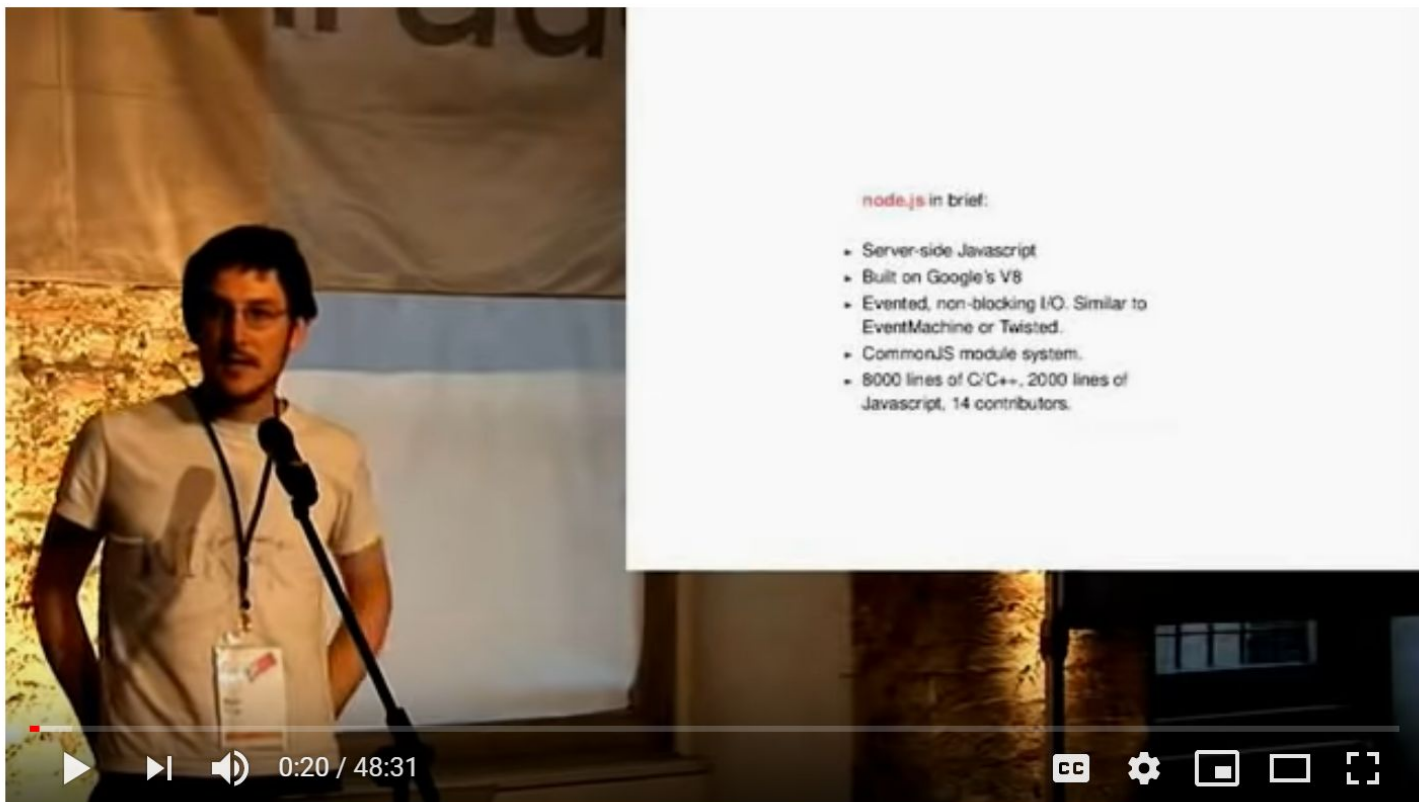 node.js in brief:
▸ Server-side Javascript
▸ Built on Google's V8
▸ Evented, non-blocking I/O. Similar to
EventMachine or Twisted.
▸ CommonJS module system.
▸ 8000 lines of C/C++, 2000 lines of
Javascript, 14 contributors.
0:20 / 48:31
CC